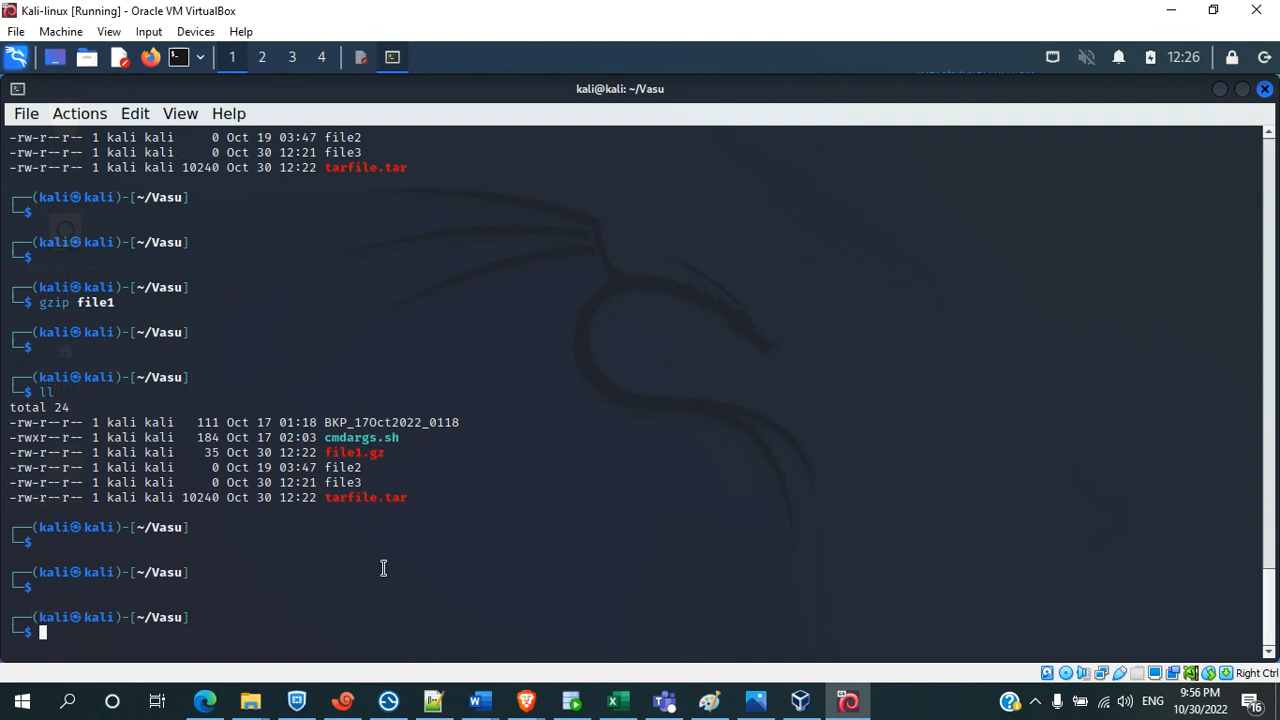 Kali-linux [Running] - Oracle VM VirtualBox
File Machine View Input Devices Help
1 2 3 4 12:26
kali@kali: ~/Vasu
File Actions Edit View Help
-rw-r--r-- 1 kali kali 0 Oct 19 03:47 file2
-rw-r--r-- 1 kali kali 0 Oct 30 12:21 file3
-rw-r--r-- 1 kali kali 10240 Oct 30 12:22 tarfile.tar
┌──(kali㉿kali)-[~/Vasu]
└─$
┌──(kali㉿kali)-[~/Vasu]
└─$
┌──(kali㉿kali)-[~/Vasu]
└─$ gzip file1
┌──(kali㉿kali)-[~/Vasu]
└─$
┌──(kali㉿kali)-[~/Vasu]
└─$ ll
total 24
-rw-r--r-- 1 kali kali 111 Oct 17 01:18 BKP_17Oct2022_0118
-rwxr--r-- 1 kali kali 184 Oct 17 02:03 cmdargs.sh
-rw-r--r-- 1 kali kali 35 Oct 30 12:22 file1.gz
-rw-r--r-- 1 kali kali 0 Oct 19 03:47 file2
-rw-r--r-- 1 kali kali 0 Oct 30 12:21 file3
-rw-r--r-- 1 kali kali 10240 Oct 30 12:22 tarfile.tar
┌──(kali㉿kali)-[~/Vasu]
└─$
┌──(kali㉿kali)-[~/Vasu]
└─$
┌──(kali㉿kali)-[~/Vasu]
└─$
Right Ctrl
ENG
9:56 PM
10/30/2022
16